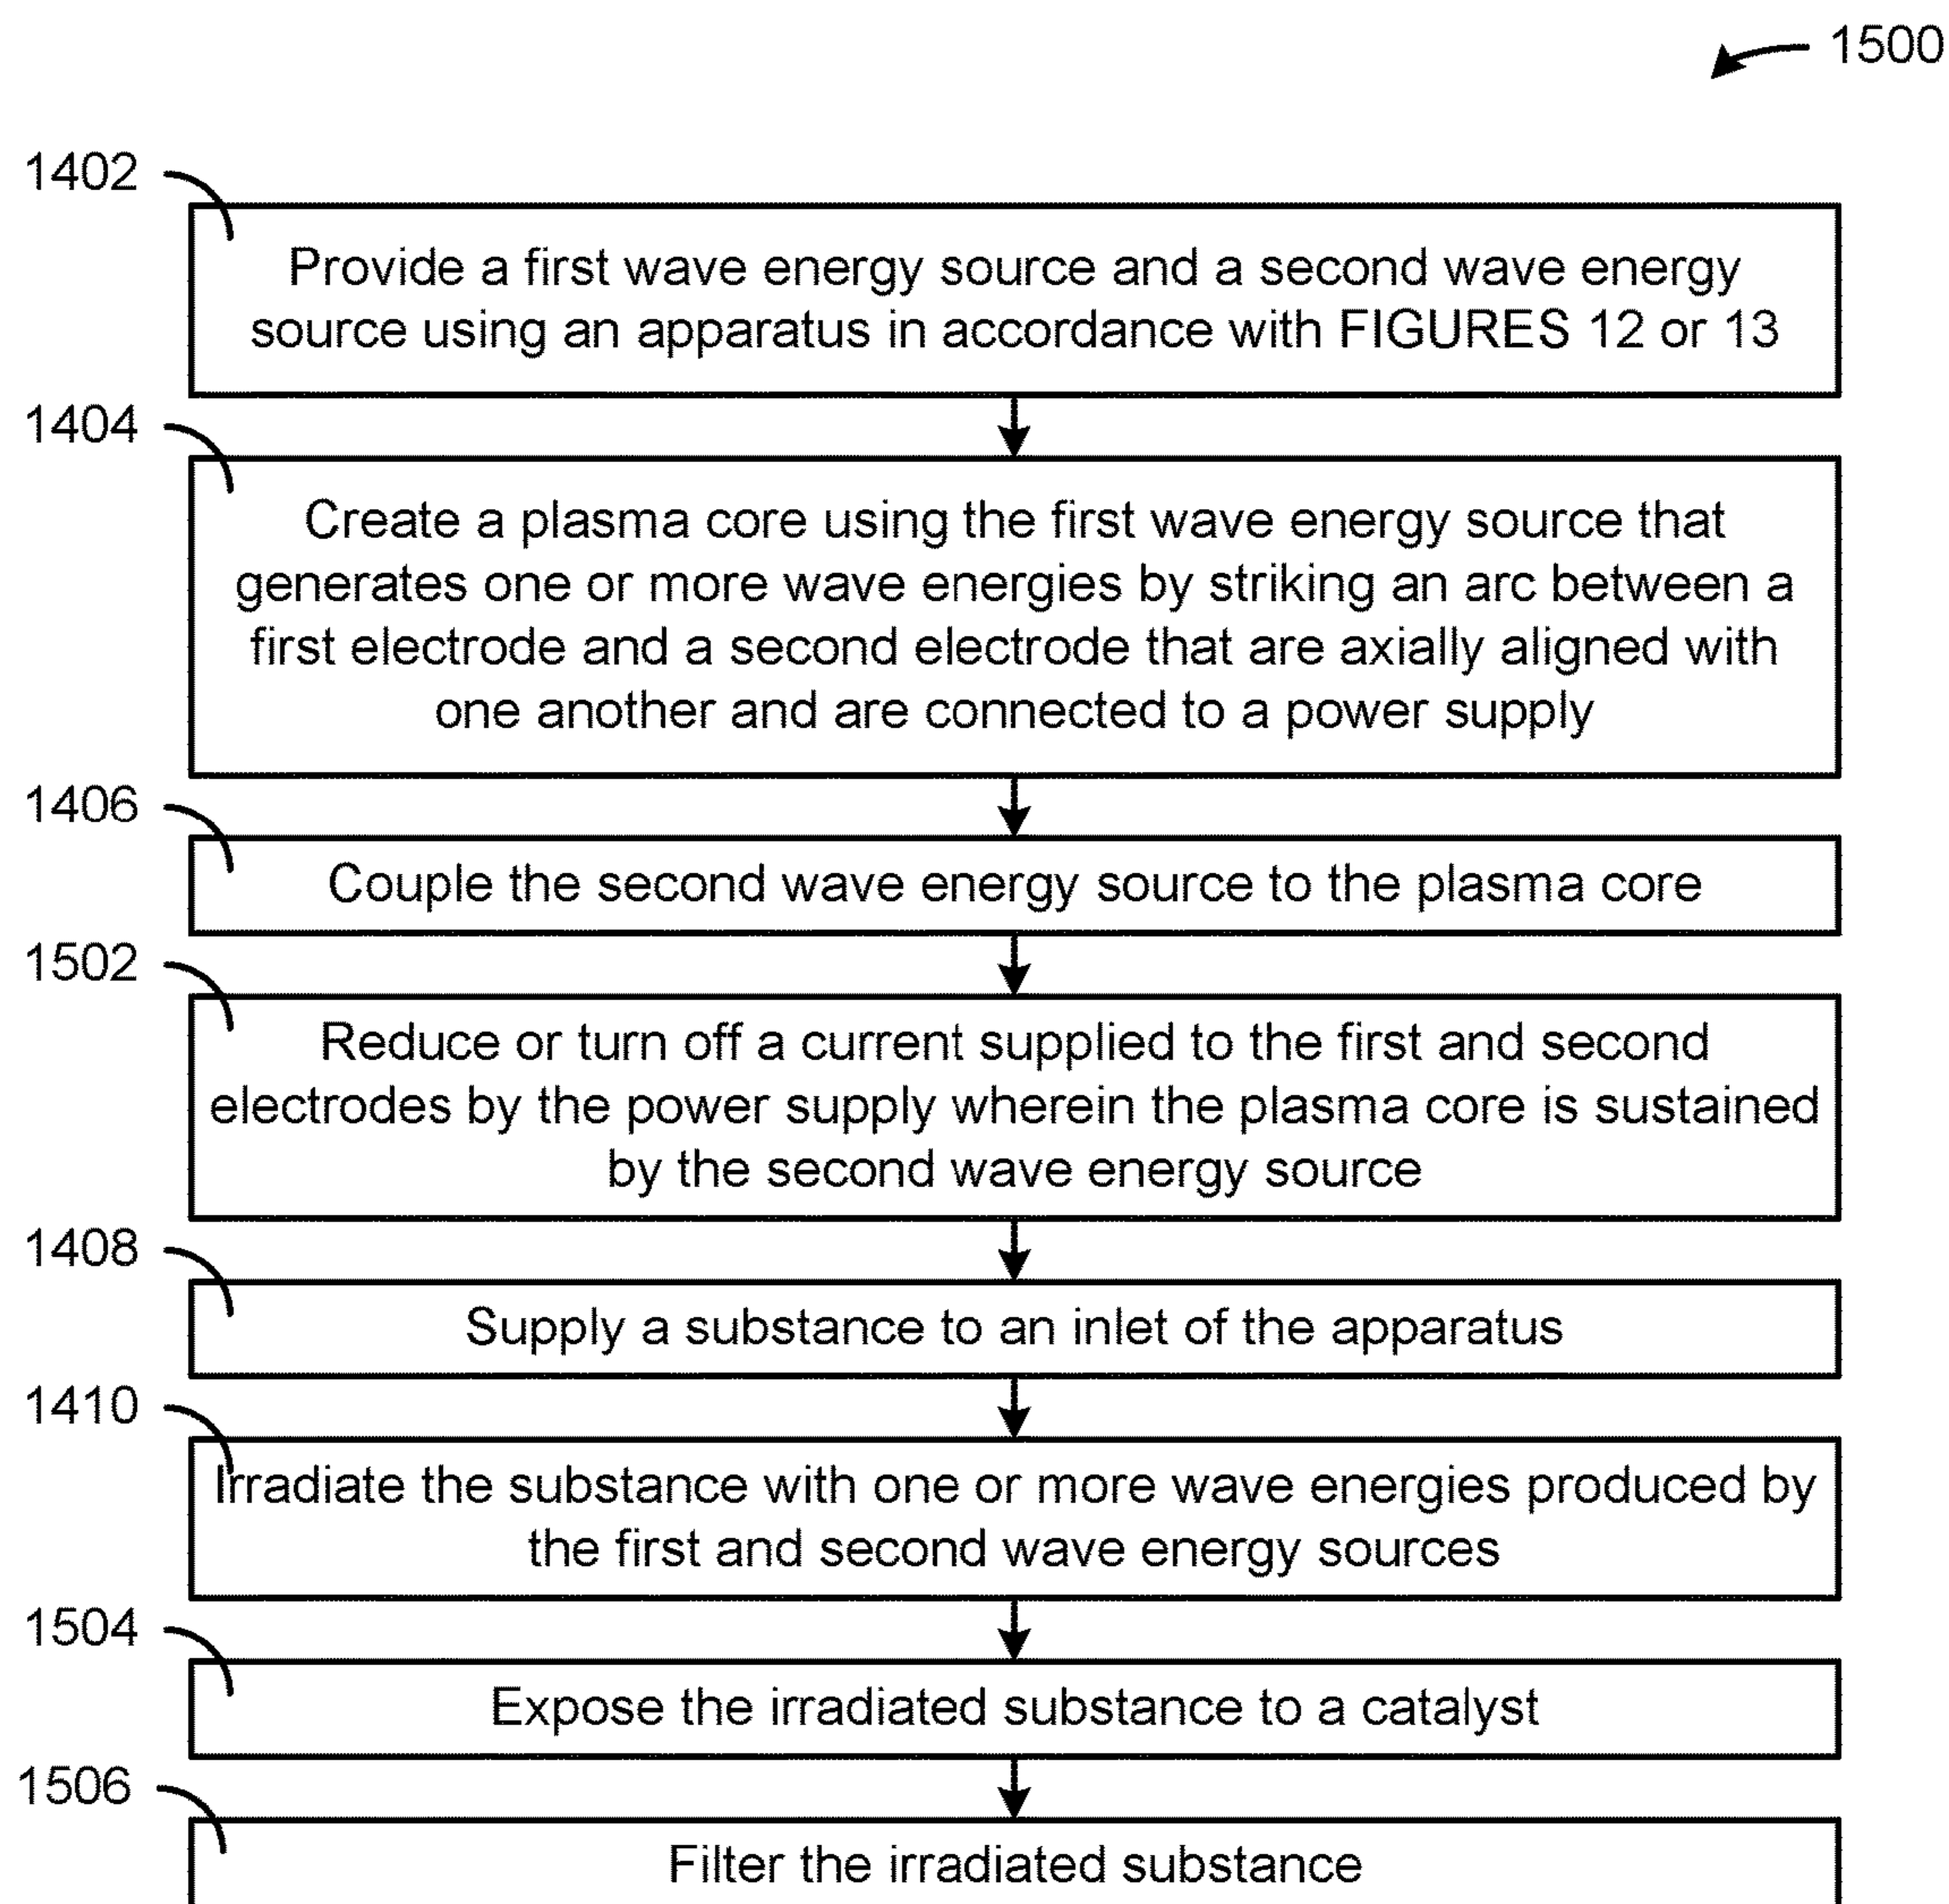 1500
1402
Provide a first wave energy source and a second wave energy
source using an apparatus in accordance with FIGURES 12 or 13
1404
Create a plasma core using the first wave energy source that
generates one or more wave energies by striking an arc between a
first electrode and a second electrode that are axially aligned with
one another and are connected to a power supply
1406
Couple the second wave energy source to the plasma core
1502
Reduce or turn off a current supplied to the first and second
electrodes by the power supply wherein the plasma core is sustained
by the second wave energy source
1408
Supply a substance to an inlet of the apparatus
1410
Irradiate the substance with one or more wave energies produced by
the first and second wave energy sources
1504
Expose the irradiated substance to a catalyst
1506
Filter the irradiated substance